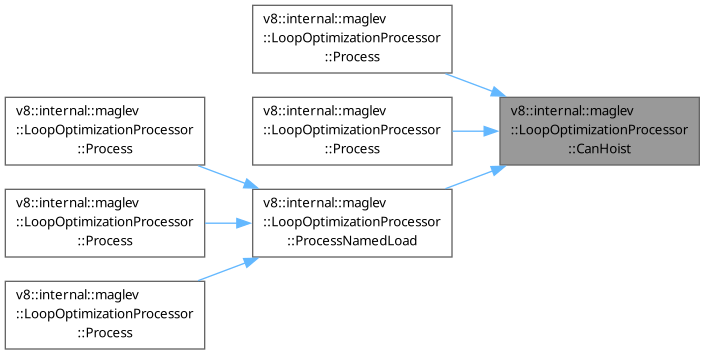 v8::internal::maglev
::LoopOptimizationProcessor
::Process
v8::internal::maglev
::LoopOptimizationProcessor
::Process
v8::internal::maglev
::LoopOptimizationProcessor
::Process
v8::internal::maglev
::LoopOptimizationProcessor
::CanHoist
v8::internal::maglev
::LoopOptimizationProcessor
::Process
v8::internal::maglev
::LoopOptimizationProcessor
::ProcessNamedLoad
v8::internal::maglev
::LoopOptimizationProcessor
::Process